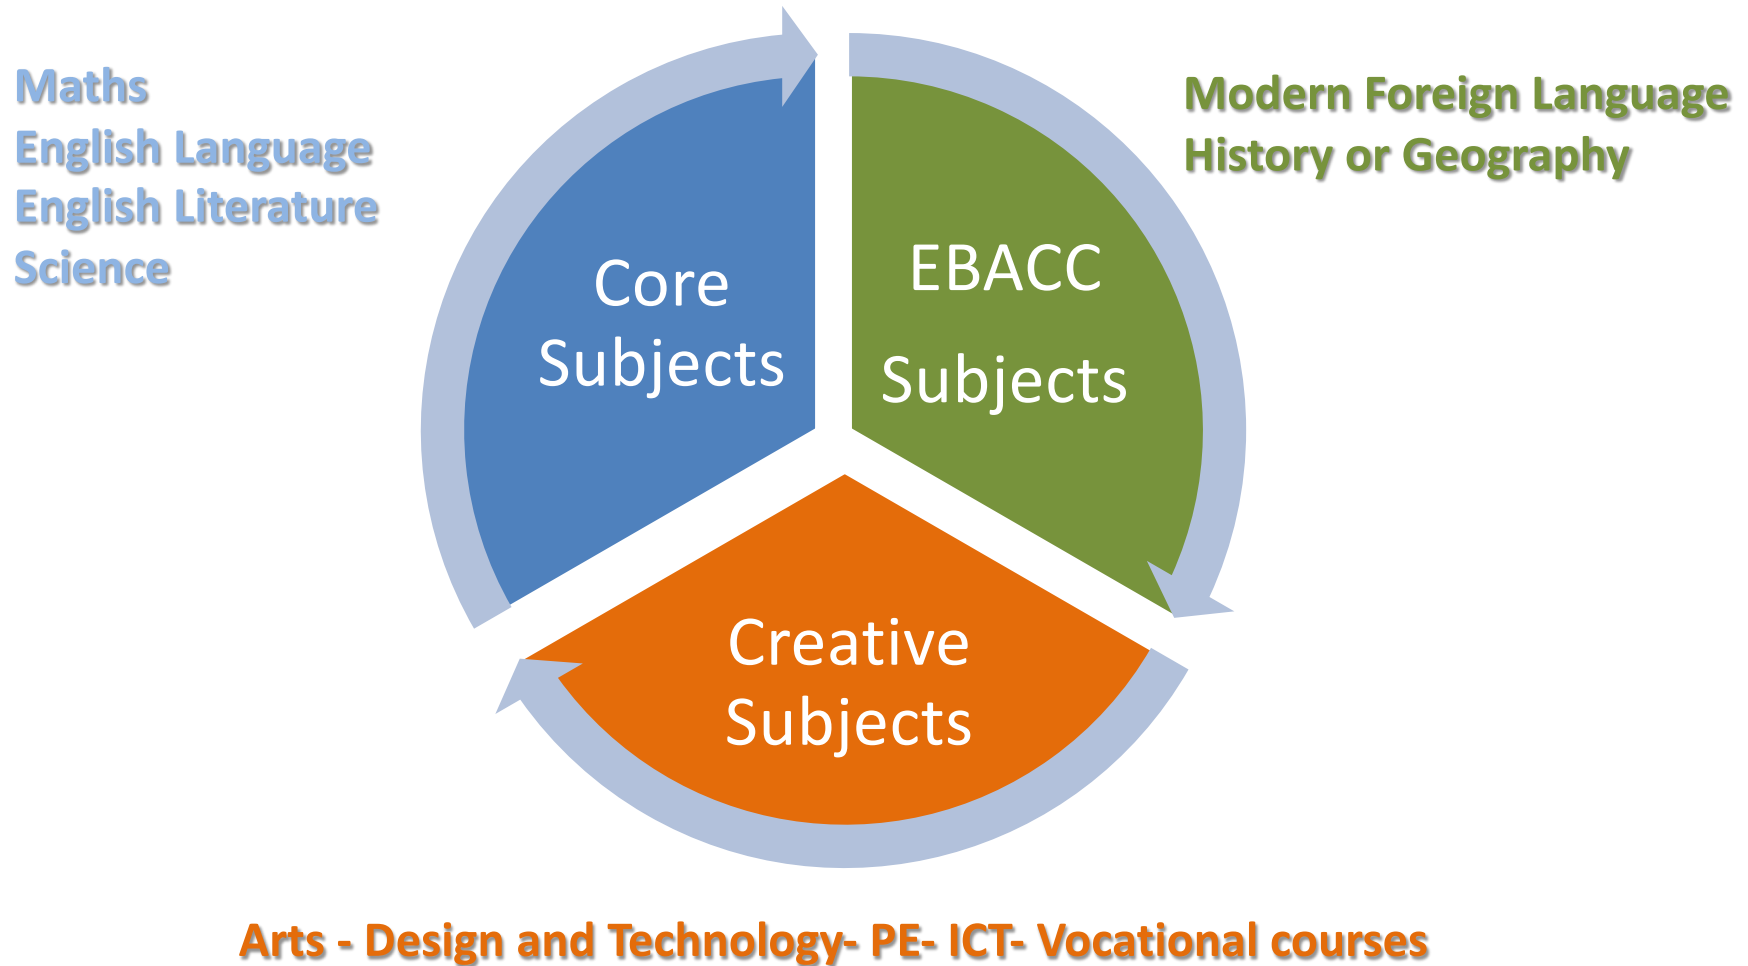 Maths
English Language
English Literature
Science
Modern Foreign Language
History or Geography
Core
Subjects
EBACC
Subjects
Creative
Subjects
Arts - Design and Technology- PE- ICT- Vocational courses